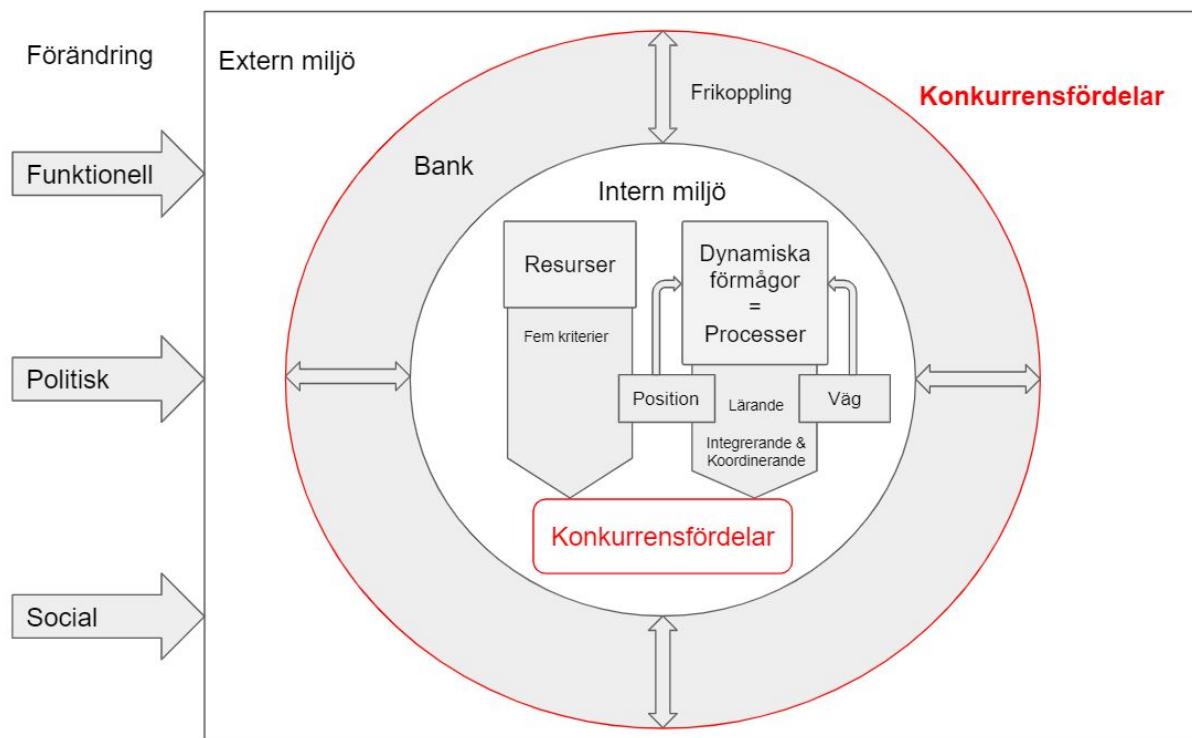 Förändring
Extern miljö
Frikoppling
Konkurrensfördelar
Funktionell
Bank
Intern miljö
Resurser
Dynamiska
förmågor
=
Processer
Fem kriterier
Politisk
Position
Lärande
Väg
Integrerande &
Koordinerande
Konkurrensfördelar
Social